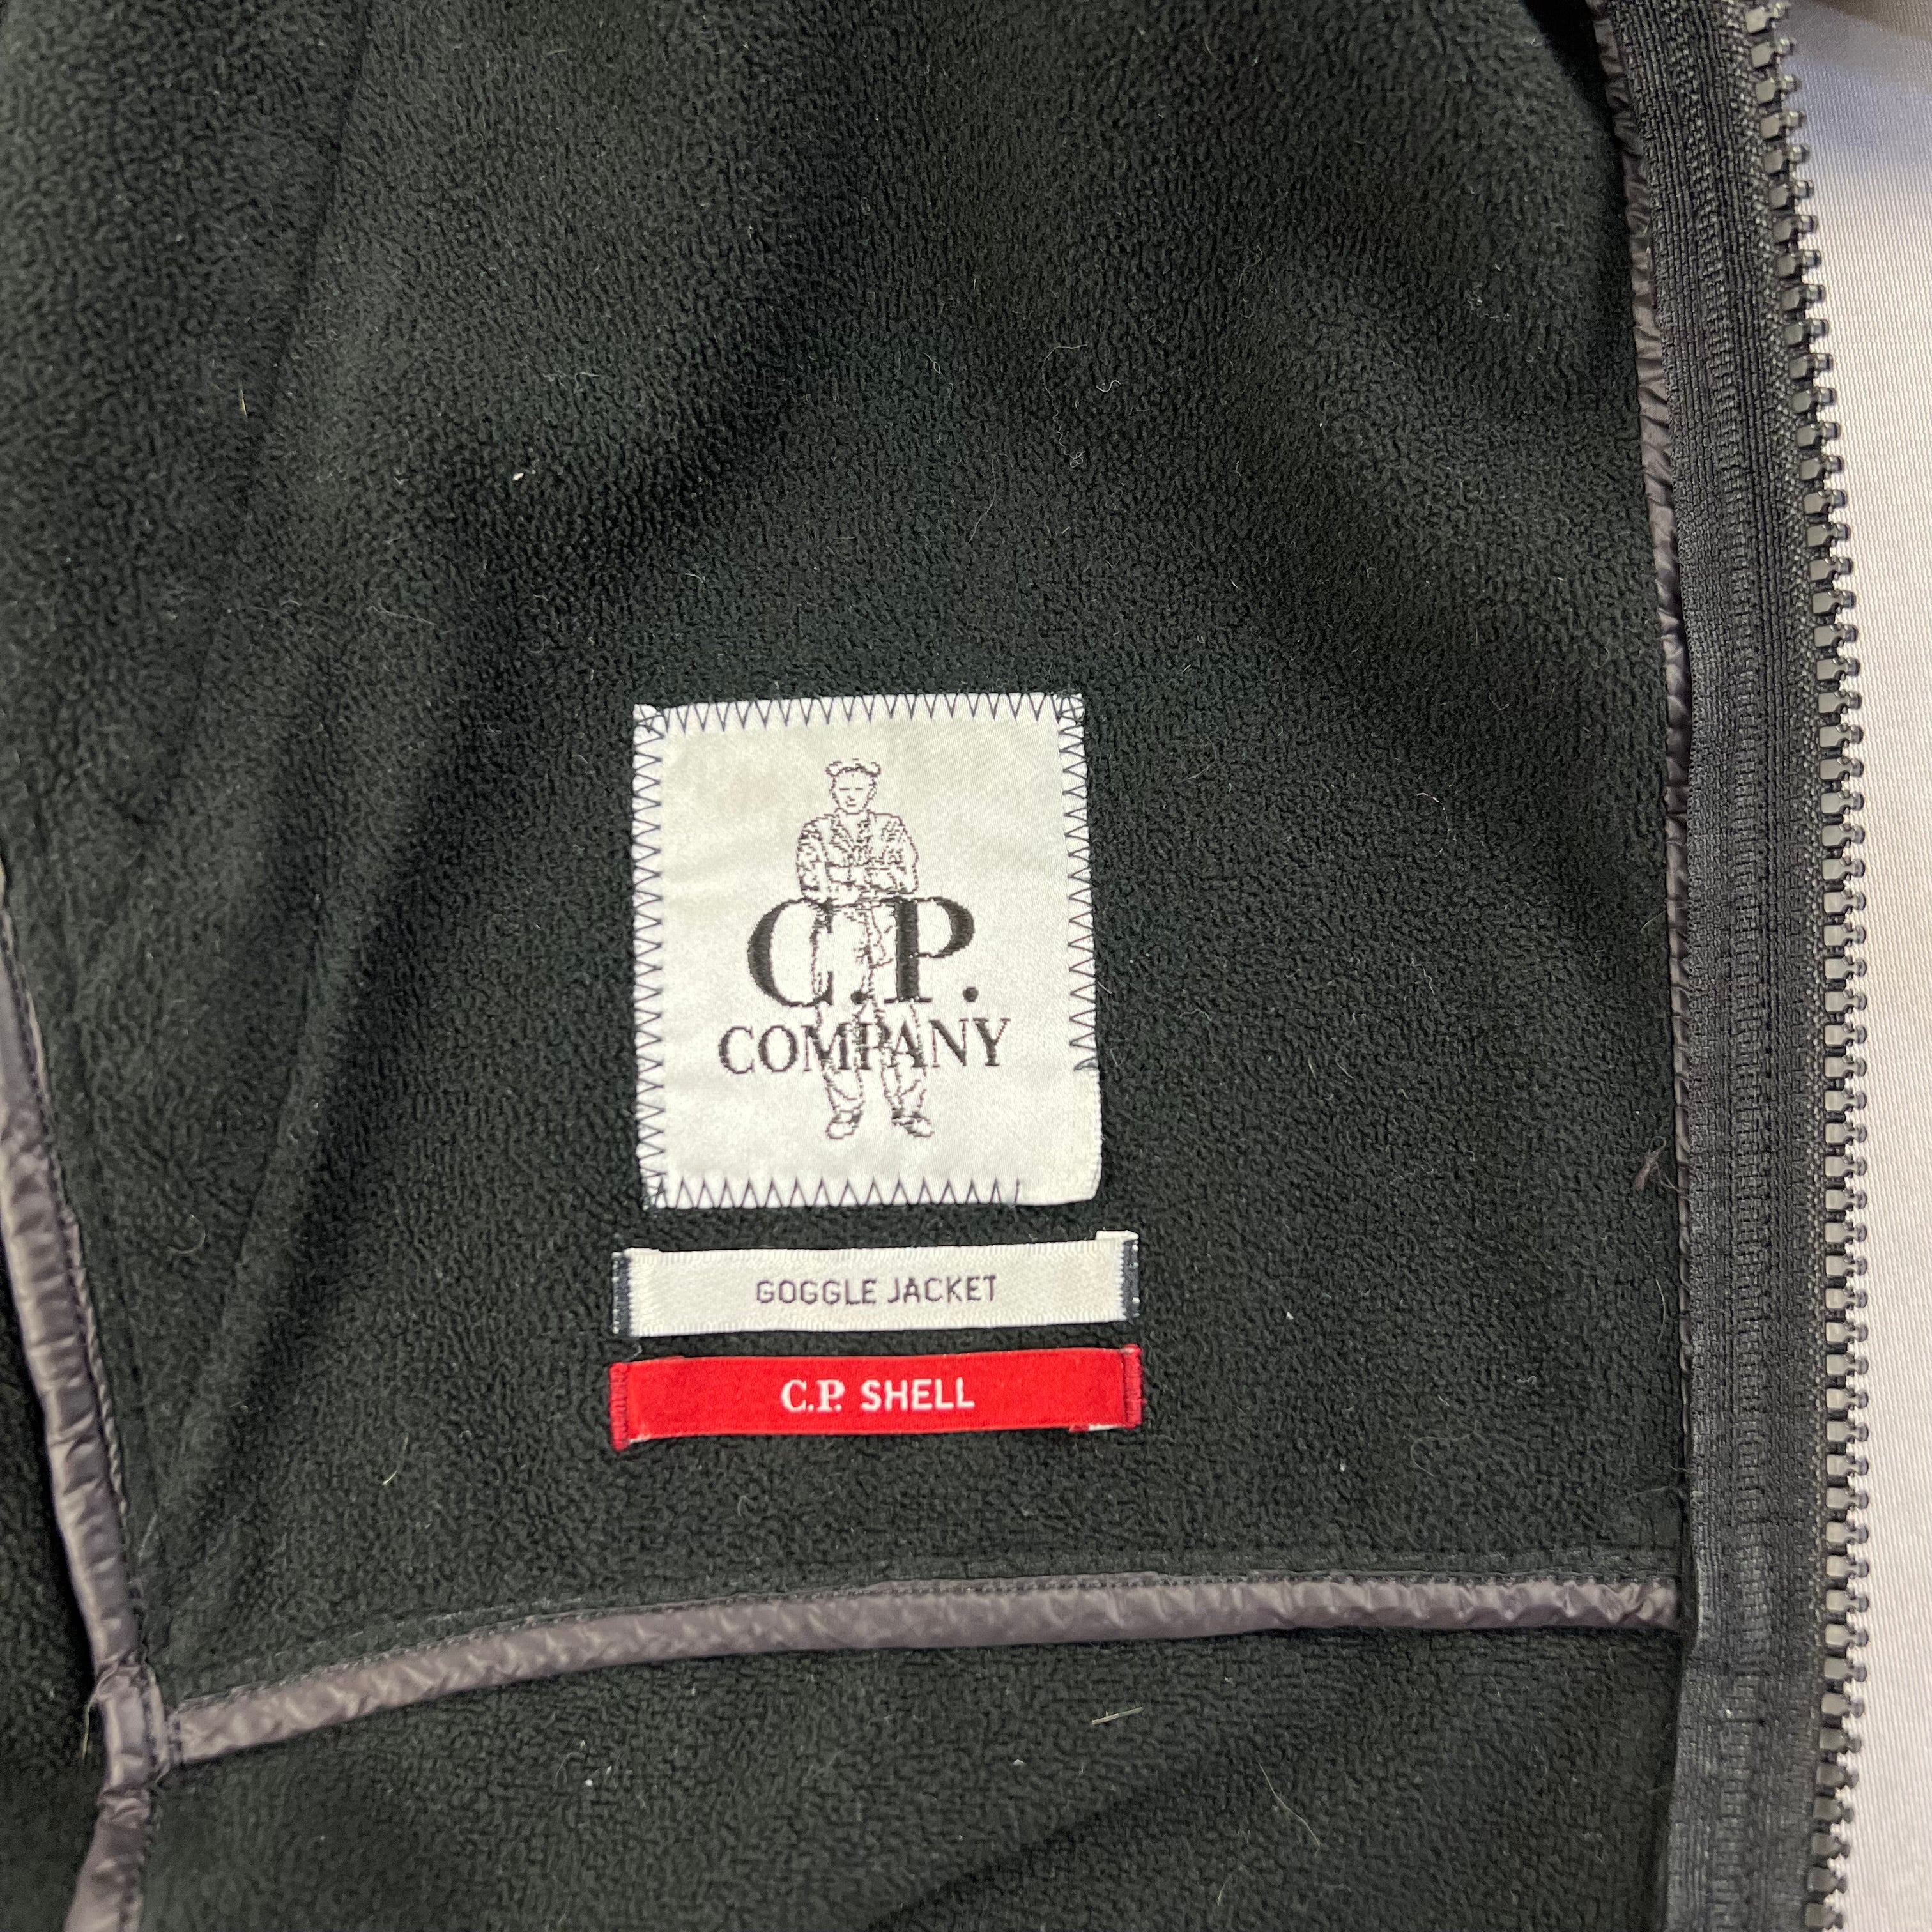 C.P.
COMPANY
GOGGLE JACKET
C.P. SHELL